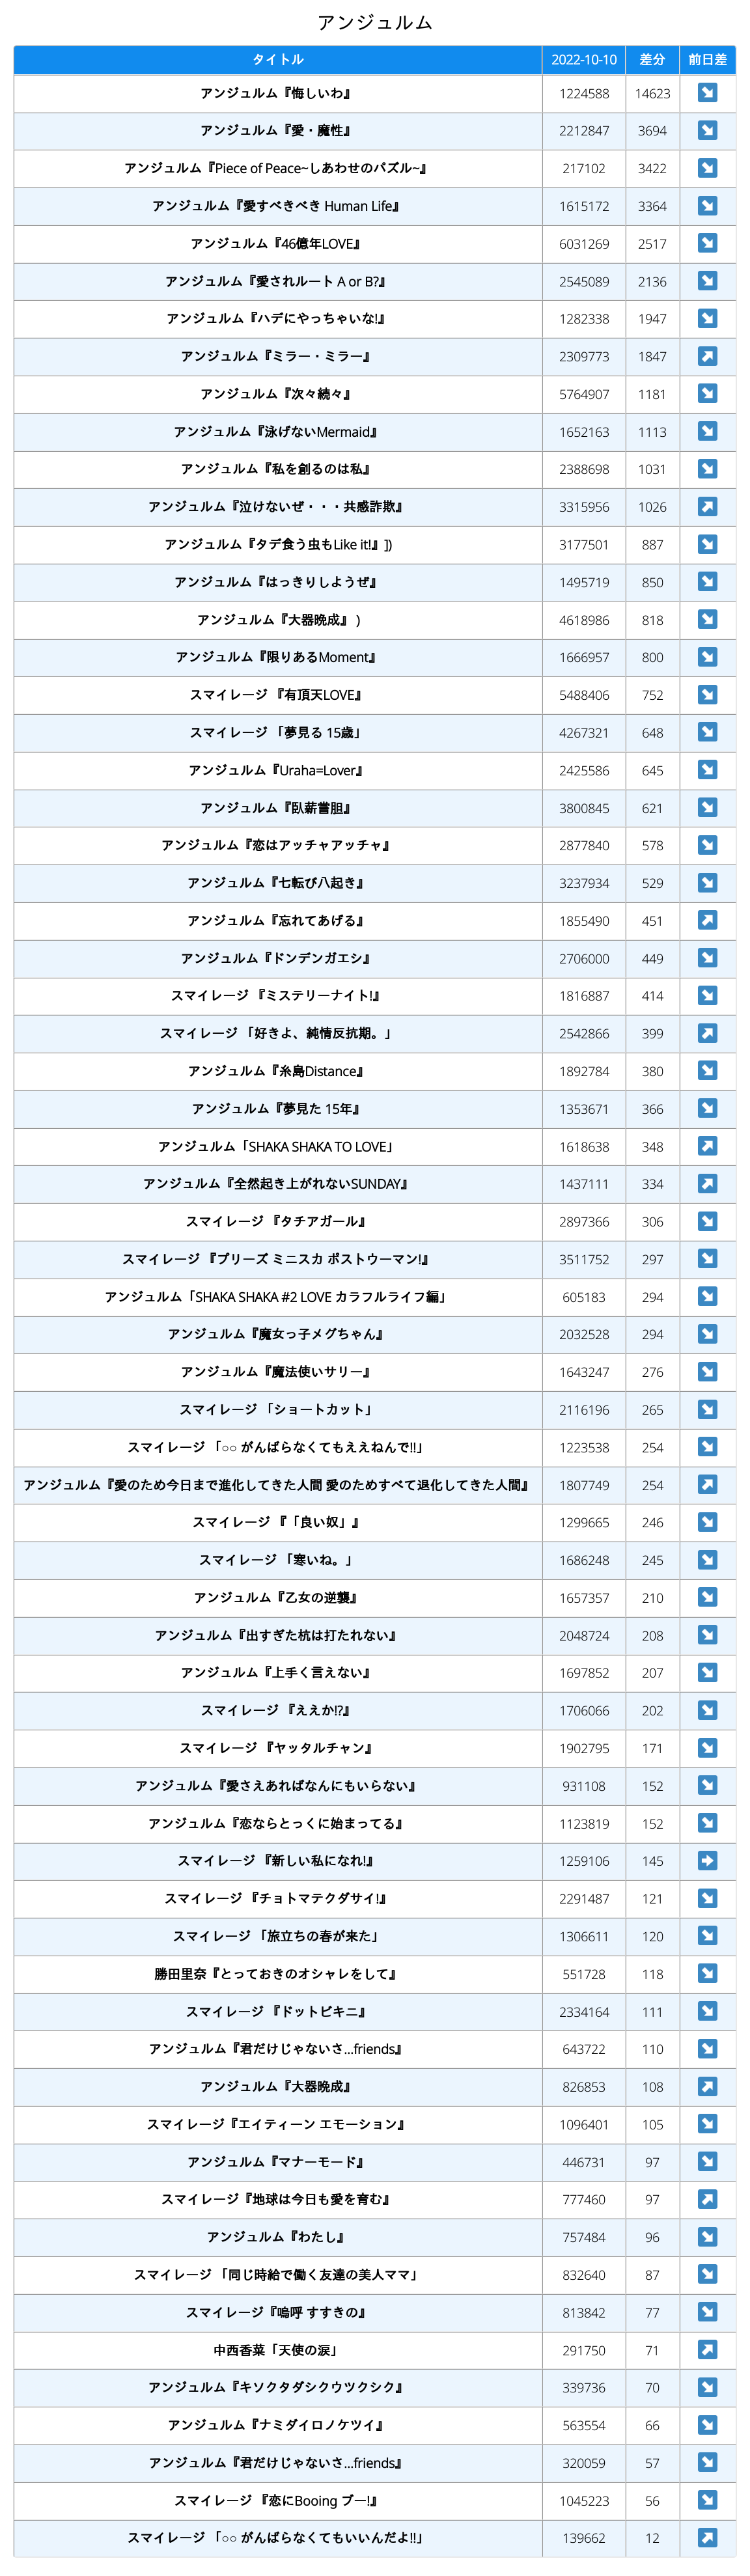 アンジュルム
タイトル 2022-10-10 差分 前日差
アンジュルム『悔しいわ』 1224588 14623 ↘
アンジュルム『愛・魔性』 2212847 3694 ↘
アンジュルム『Piece of Peace~しあわせのパズル~』 217102 3422 ↘
アンジュルム『愛すべきべき Human Life』 1615172 3364 ↘
アンジュルム『46億年LOVE』 6031269 2517 ↘
アンジュルム『愛されルート A or B?』 2545089 2136 ↘
アンジュルム『ハデにやっちゃいな!』 1282338 1947 ↘
アンジュルム『ミラー・ミラー』 2309773 1847 ↗
アンジュルム『次々続々』 5764907 1181 ↘
アンジュルム『泳げないMermaid』 1652163 1113 ↘
アンジュルム『私を創るのは私』 2388698 1031 ↘
アンジュルム『泣けないぜ・・・共感詐欺』 3315956 1026 ↗
アンジュルム『タデ食う虫もLike it!』]) 3177501 887 ↘
アンジュルム『はっきりしようぜ』 1495719 850 ↘
アンジュルム『大器晩成』 ) 4618986 818 ↘
アンジュルム『限りあるMoment』 1666957 800 ↘
スマイレージ 『有頂天LOVE』 5488406 752 ↘
スマイレージ 「夢見る 15歳」 4267321 648 ↘
アンジュルム『Uraha=Lover』 2425586 645 ↘
アンジュルム『臥薪嘗胆』 3800845 621 ↘
アンジュルム『恋はアッチャアッチャ』 2877840 578 ↘
アンジュルム『七転び八起き』 3237934 529 ↘
アンジュルム『忘れてあげる』 1855490 451 ↗
アンジュルム『ドンデンガエシ』 2706000 449 ↘
スマイレージ 『ミステリーナイト!』 1816887 414 ↘
スマイレージ 「好きよ、純情反抗期。」 2542866 399 ↗
アンジュルム『糸島Distance』 1892784 380 ↘
アンジュルム『夢見た 15年』 1353671 366 ↘
アンジュルム「SHAKA SHAKA TO LOVE」 1618638 348 ↗
アンジュルム『全然起き上がれないSUNDAY』 1437111 334 ↗
スマイレージ 『タチアガール』 2897366 306 ↘
スマイレージ 『プリーズ ミニスカ ポストウーマン!』 3511752 297 ↘
アンジュルム「SHAKA SHAKA #2 LOVE カラフルライフ編」 605183 294 ↘
アンジュルム『魔女っ子メグちゃん』 2032528 294 ↘
アンジュルム『魔法使いサリー』 1643247 276 ↘
スマイレージ 「ショートカット」 2116196 265 ↘
スマイレージ 「○○ がんばらなくてもええねんで!!」 1223538 254 ↘
アンジュルム『愛のため今日まで進化してきた人間 愛のためすべて退化してきた人間』 1807749 254 ↗
スマイレージ 『「良い奴」』 1299665 246 ↘
スマイレージ 「寒いね。」 1686248 245 ↘
アンジュルム『乙女の逆襲』 1657357 210 ↘
アンジュルム『出すぎた杭は打たれない』 2048724 208 ↘
アンジュルム『上手く言えない』 1697852 207 ↘
スマイレージ 『ええか!?』 1706066 202 ↘
スマイレージ 『ヤッタルチャン』 1902795 171 ↘
アンジュルム『愛さえあればなんにもいらない』 931108 152 ↘
アンジュルム『恋ならとっくに始まってる』 1123819 152 ↘
スマイレージ 『新しい私になれ!』 1259106 145 ➡
スマイレージ 『チョトマテクダサイ!』 2291487 121 ↘
スマイレージ 「旅立ちの春が来た」 1306611 120 ↘
勝田里奈『とっておきのオシャレをして』 551728 118 ↘
スマイレージ 『ドットビキニ』 2334164 111 ↘
アンジュルム『君だけじゃないさ...friends』 643722 110 ↘
アンジュルム『大器晩成』 826853 108 ↗
スマイレージ『エイティーン エモーション』 1096401 105 ↘
アンジュルム『マナーモード』 446731 97 ↘
スマイレージ『地球は今日も愛を育む』 777460 97 ↗
アンジュルム『わたし』 757484 96 ↘
スマイレージ 「同じ時給で働く友達の美人ママ」 832640 87 ↘
スマイレージ『嗚呼 すすきの』 813842 77 ↘
中西香菜「天使の涙」 291750 71 ↗
アンジュルム『キソクタダシクウツクシク』 339736 70 ↘
アンジュルム『ナミダイロノケツイ』 563554 66 ↘
アンジュルム『君だけじゃないさ...friends』 320059 57 ↘
スマイレージ 『恋にBooing ブー!』 1045223 56 ↘
スマイレージ 「○○ がんばらなくてもいいんだよ!!」 139662 12 ↗